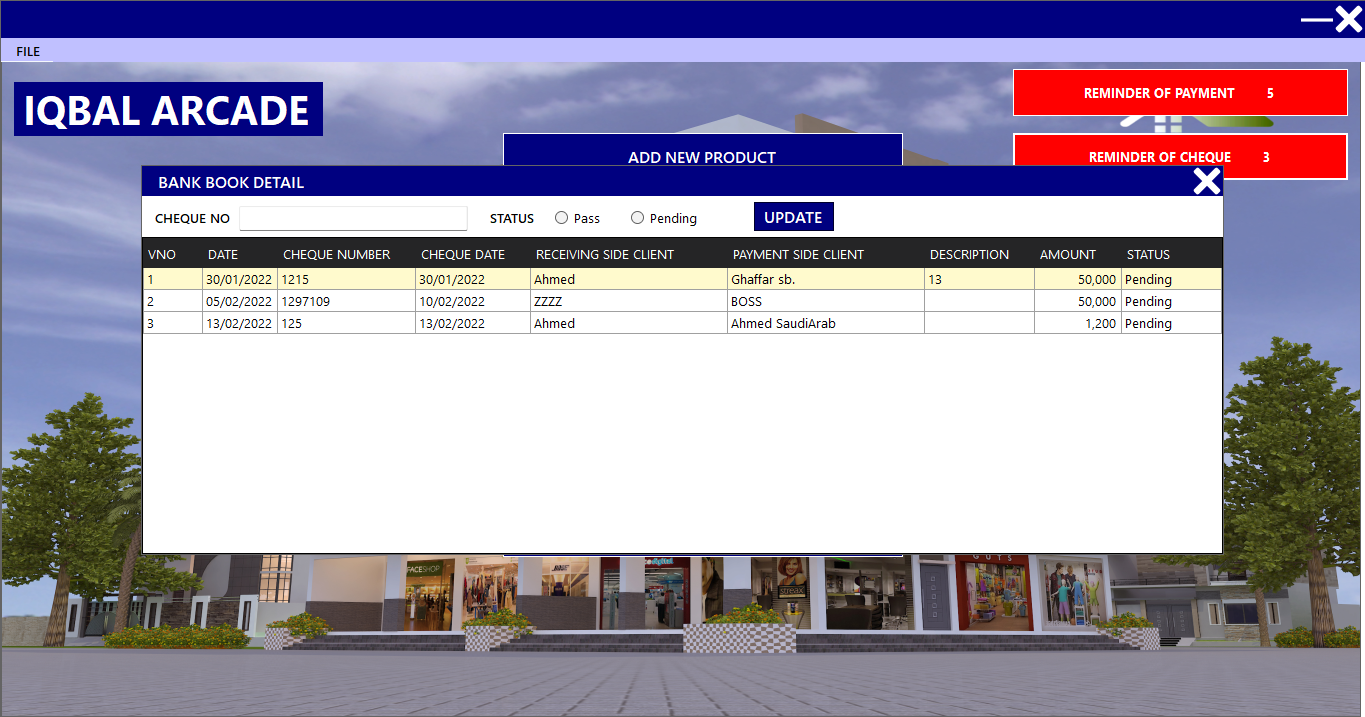 FILE
IQBAL ARCADE
REMINDER OF PAYMENT 5
ADD NEW PRODUCT
REMINDER OF CHEQUE 3
BANK BOOK DETAIL
CHEQUE NO STATUS Pass Pending UPDATE
VNO DATE CHEQUE NUMBER CHEQUE DATE RECEIVING SIDE CLIENT PAYMENT SIDE CLIENT DESCRIPTION AMOUNT STATUS
1 30/01/2022 1215 30/01/2022 Ahmed Ghaffar sb. 13 50,000 Pending
2 05/02/2022 1297109 10/02/2022 ZZZZ BOSS 50,000 Pending
3 13/02/2022 125 13/02/2022 Ahmed Ahmed SaudiArab 1,200 Pending
FACESHOP
GUTS